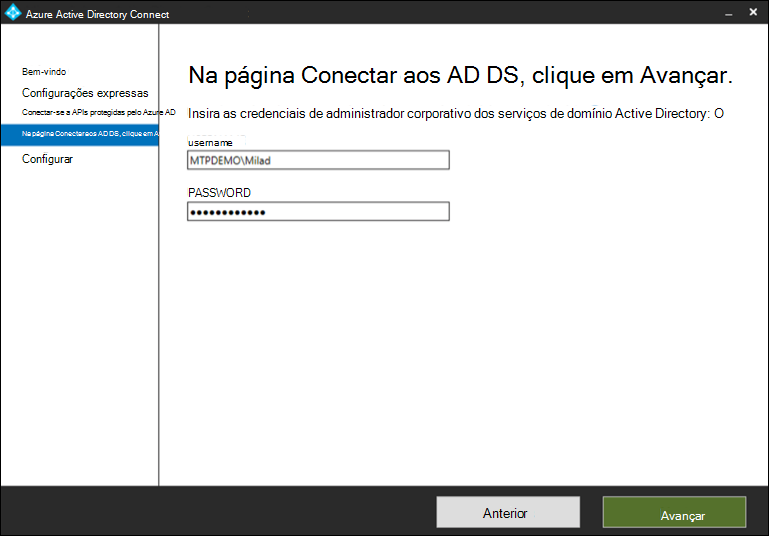 Azure Active Directory Connect
Bem-vindo
Configurações expressas
Conectar-se a APIs protegidas pelo Azure AD
Na página Conectar aos AD DS, clique em A
Configurar
Na página Conectar aos AD DS, clique em Avançar.
Insira as credenciais de administrador corporativo dos serviços de domínio Active Directory: O
username
MTPDEMO\Milad
PASSWORD
●●●●●●●●●●●●
Anterior
Avançar